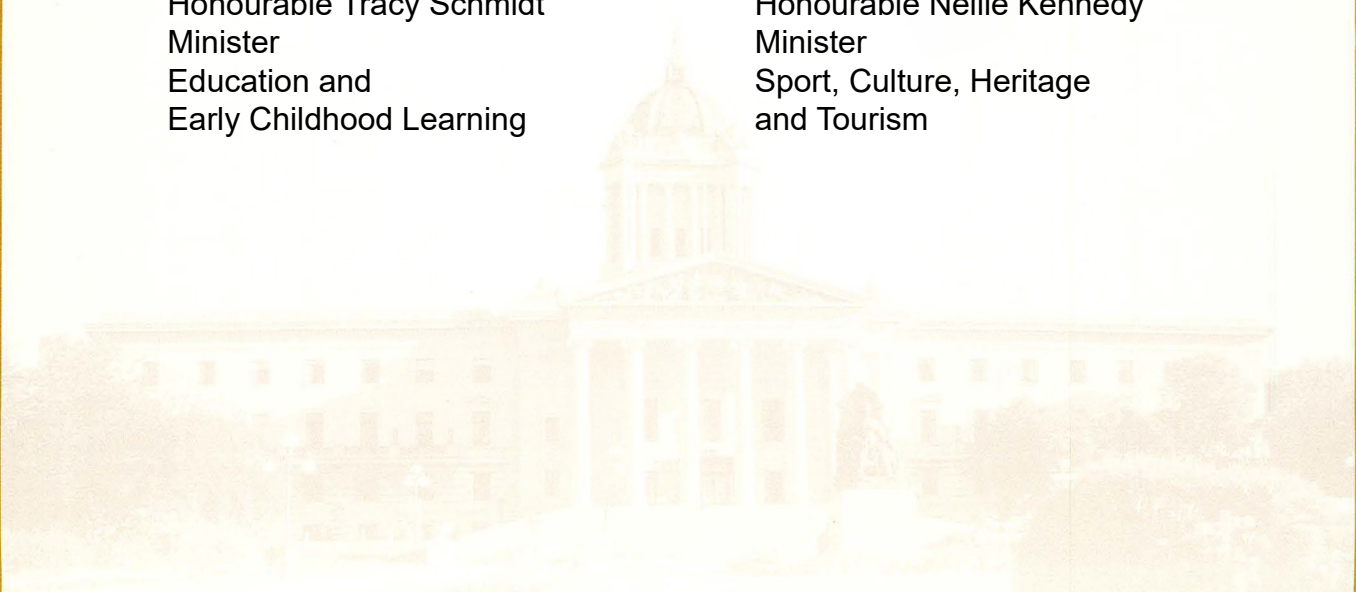 Honourable Tracy Schmidt
Minister
Education and
Early Childhood Learning
Honourable Nellie Kennedy
Minister
Sport, Culture, Heritage
and Tourism